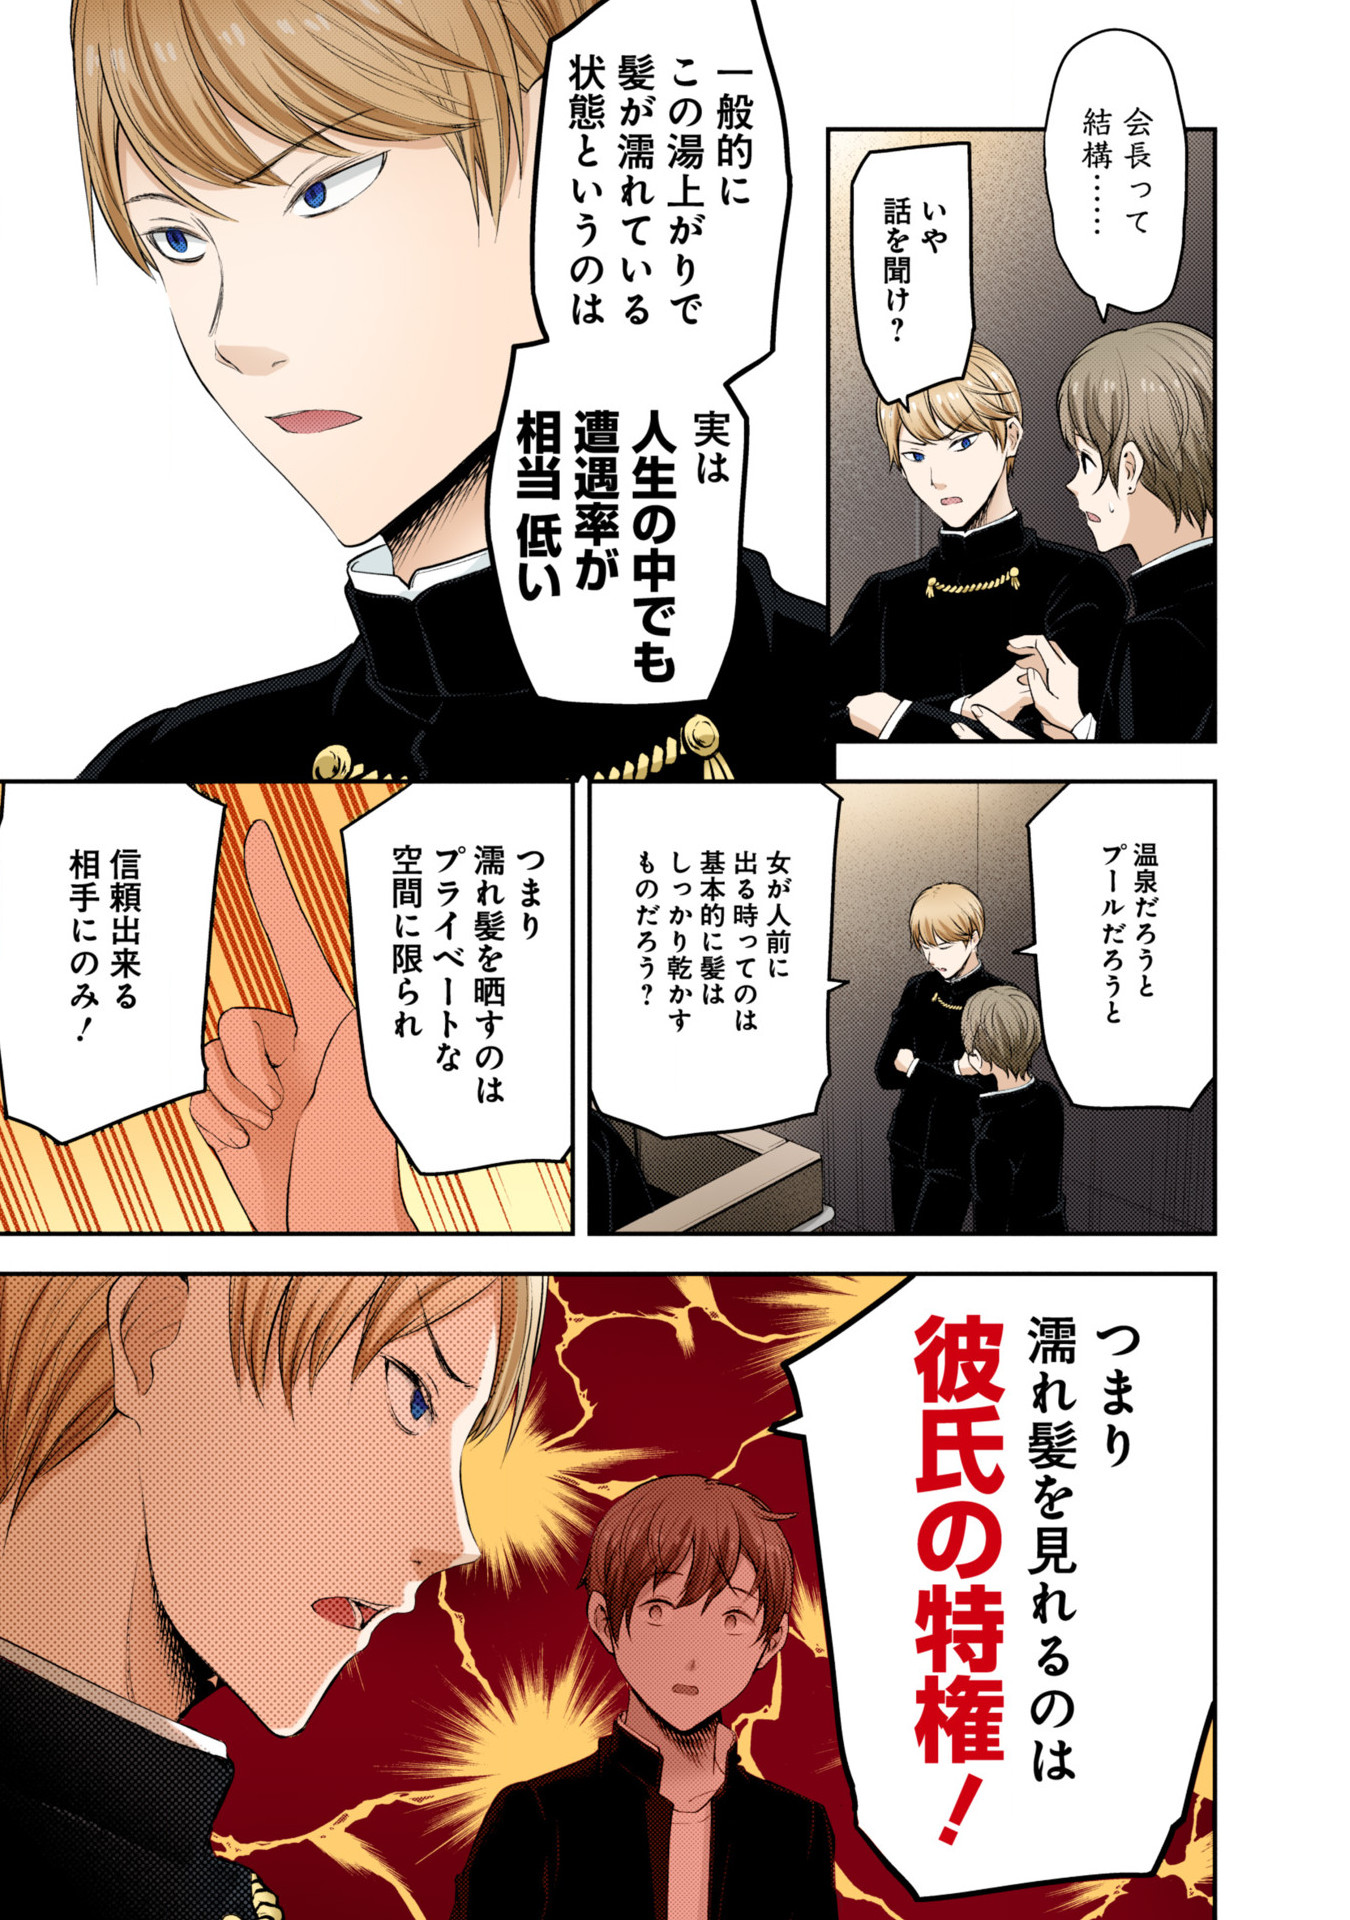 会長って
結構……
いや
話を聞け？
一般的に
この湯上がりで
髪が濡れている
状態というのは
実は
人生の中でも
遭遇率が
相当低い
温泉だろうと
プールだろうと
女が人前に
出る時ってのは
基本的に髪は
しっかり乾かす
ものだろう？
つまり
濡れ髪を晒すのは
プライベートな
空間に限られ
信頼出来る
相手にのみ！
つまり
濡れ髪を見れるのは
彼氏の特権！